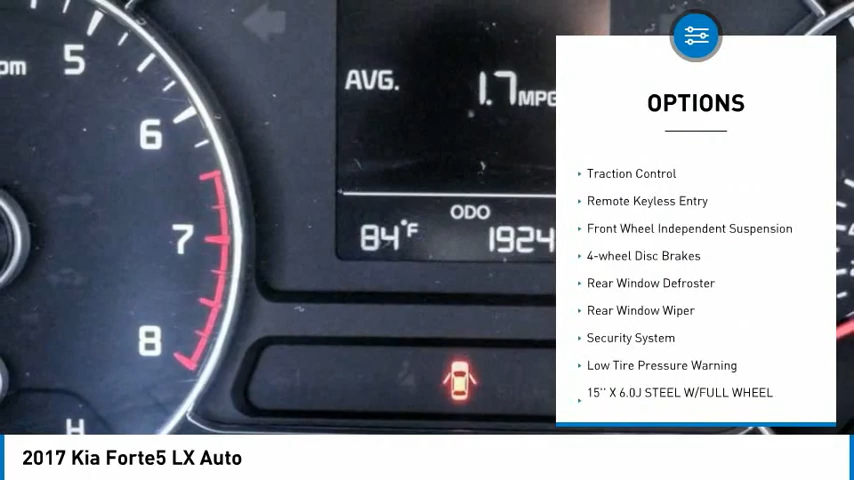 5
6
7
8
H
AVG.
1.7 MPG
ODO
84°F
1924
OPTIONS
Traction Control
Remote Keyless Entry
Front Wheel Independent Suspension
4-wheel Disc Brakes
Rear Window Defroster
Rear Window Wiper
Security System
Low Tire Pressure Warning
15'' X 6.0J STEEL W/FULL WHEEL
2017 Kia Forte5 LX Auto